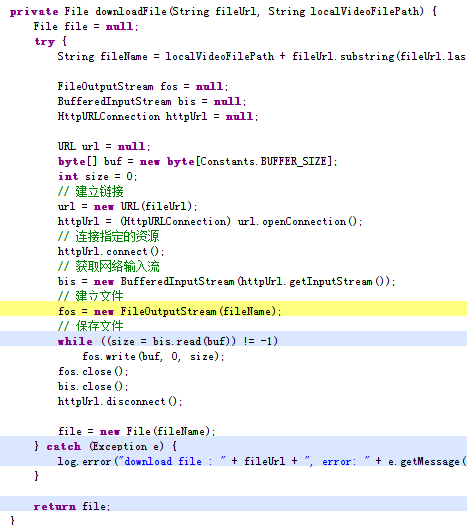 private File downloadFile(String fileUrl, String localVideoFilePath) {
File file = null;
try {
String fileName = localVideoFilePath + fileUrl.substring(fileUrl.las
FileOutputStream fos = null;
BufferedInputStream bis = null;
HttpURLConnection httpUrl = null;
URL url = null;
byte[] buf = new byte[Constants.BUFFER_SIZE];
int size = 0;
// 建立链接
url = new URL(fileUrl);
httpUrl = (HttpURLConnection) url.openConnection();
// 连接指定的资源
httpUrl.connect();
// 获取网络输入流
bis = new BufferedInputStream(httpUrl.getInputStream());
// 建立文件
fos = new FileOutputStream(fileName);
// 保存文件
while ((size = bis.read(buf)) != -1)
fos.write(buf, 0, size);
fos.close();
bis.close();
httpUrl.disconnect();
file = new File(fileName);
} catch (Exception e) {
log.error("download file : " + fileUrl + ", error: " + e.getMessage(
}
return file;
}